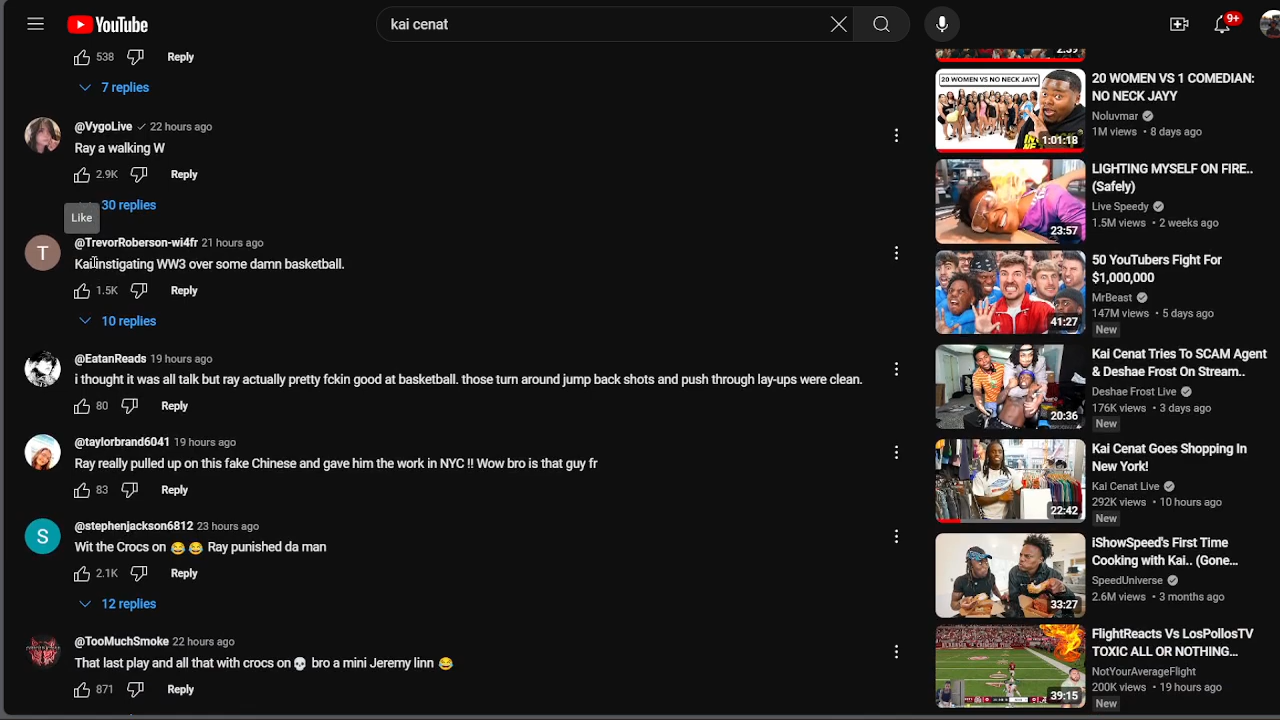 YouTube
kai cenat
9+
538 Reply
7 replies
@VygoLive 22 hours ago
Ray a walking W
2.9K Reply
30 replies
Like
@TrevorRoberson-wi4fr 21 hours ago
Kai instigating WW3 over some damn basketball.
1.5K Reply
10 replies
@EatanReads 19 hours ago
i thought it was all talk but ray actually pretty fckin good at basketball. those turn around jump back shots and push through lay-ups were clean.
80 Reply
@taylorbrand6041 19 hours ago
Ray really pulled up on this fake Chinese and gave him the work in NYC !! Wow bro is that guy fr
83 Reply
@stephenjackson6812 23 hours ago
Wit the Crocs on 😂 😂 Ray punished da man
2.1K Reply
12 replies
@TooMuchSmoke 22 hours ago
That last play and all that with crocs on 💀 bro a mini Jeremy linn 😂
871 Reply
2:39
20 WOMEN VS NO NECK JAYY
1:01:18
20 WOMEN VS 1 COMEDIAN:
NO NECK JAYY
Noluvmar
1M views • 8 days ago
23:57
LIGHTING MYSELF ON FIRE..
(Safely)
Live Speedy
1.5M views • 2 weeks ago
41:27
50 YouTubers Fight For
$1,000,000
MrBeast
147M views • 5 days ago
New
20:36
Kai Cenat Tries To SCAM Agent
& Deshae Frost On Stream..
Deshae Frost Live
176K views • 3 days ago
New
22:42
Kai Cenat Goes Shopping In
New York!
Kai Cenat Live
292K views • 10 hours ago
New
33:27
iShowSpeed's First Time
Cooking with Kai.. (Gone...
SpeedUniverse
2.6M views • 3 months ago
39:15
FlightReacts Vs LosPollosTV
TOXIC ALL OR NOTHING...
NotYourAverageFlight
200K views • 19 hours ago
New